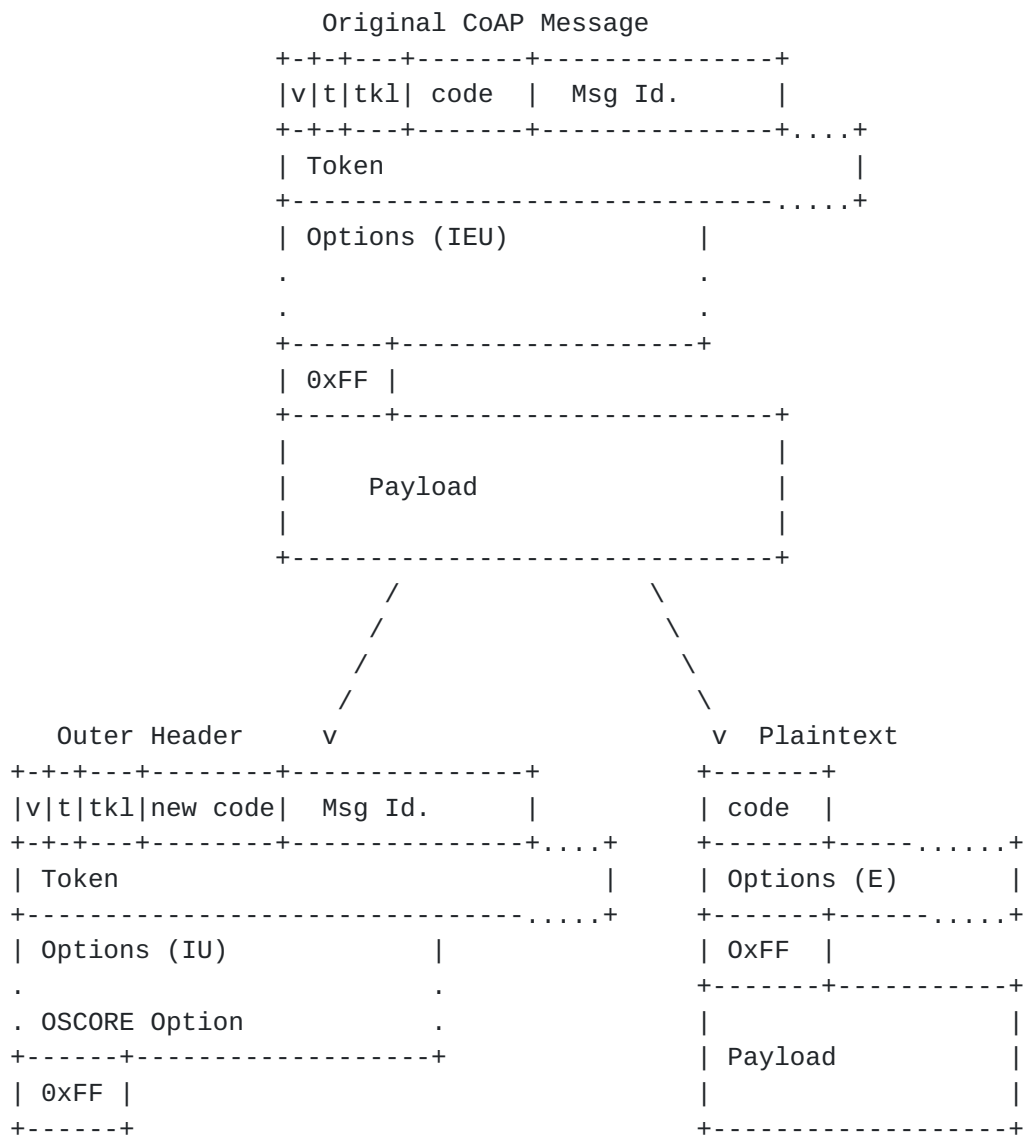 Original CoAP Message
+-+-+---+-------+---------------+
|v|t|tkl| code  |  Msg Id.      |
+-+-+---+-------+---------------+....+
| Token                              |
+-------------------------------.....+
| Options (IEU)            |
.                          .
.                          .
+------+-------------------+
| 0xFF |
+------+------------------------+
|                               |
|     Payload                   |
|                               |
+-------------------------------+
/                \
/                  \
/                    \
/                      \
Outer Header     v                        v  Plaintext
+-+-+---+--------+---------------+          +-------+
|v|t|tkl|new code|  Msg Id.      |          | code  |
+-+-+---+--------+---------------+....+     +-------+-----......+
| Token                               |     | Options (E)       |
+--------------------------------.....+     +-------+------.....+
| Options (IU)             |                | OxFF  |
.                          .                +-------+-----------+
. OSCORE Option            .                |                   |
+------+-------------------+                | Payload           |
| 0xFF |                                    |                   |
+------+                                    +-------------------+